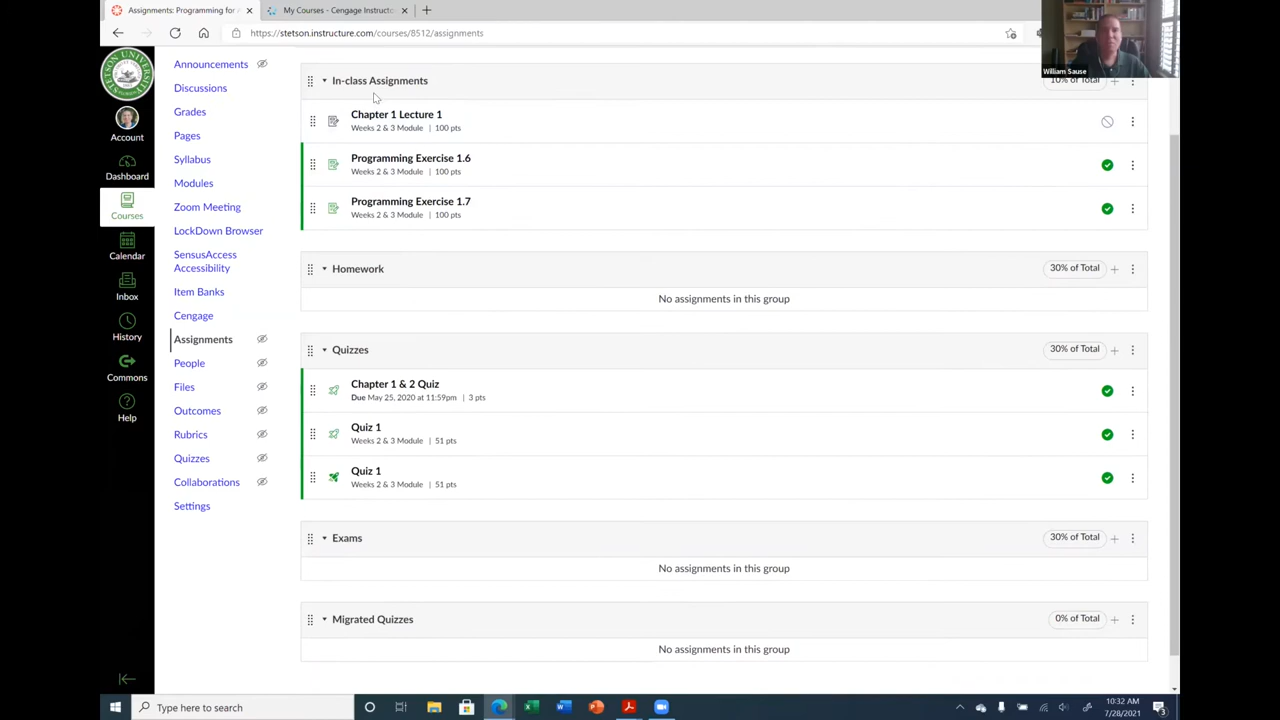 Assignments: Programming for
My Courses - Cengage Instructo
https://stetson.instructure.com/courses/8512/assignments
William Sause
STETSON UNIVERSITY
Account
Dashboard
Courses
Calendar
Inbox
History
Commons
Help
Announcements
Discussions
Grades
Pages
Syllabus
Modules
Zoom Meeting
LockDown Browser
SensusAccess
Accessibility
Item Banks
Cengage
Assignments
People
Files
Outcomes
Rubrics
Quizzes
Collaborations
Settings
In-class Assignments
10% of Total
Chapter 1 Lecture 1
Weeks 2 & 3 Module | 100 pts
Programming Exercise 1.6
Weeks 2 & 3 Module | 100 pts
Programming Exercise 1.7
Weeks 2 & 3 Module | 100 pts
Homework
30% of Total
No assignments in this group
Quizzes
30% of Total
Chapter 1 & 2 Quiz
Due May 25, 2020 at 11:59pm | 3 pts
Quiz 1
Weeks 2 & 3 Module | 51 pts
Quiz 1
Weeks 2 & 3 Module | 51 pts
Exams
30% of Total
No assignments in this group
Migrated Quizzes
0% of Total
No assignments in this group
Type here to search
10:32 AM
7/28/2021
3